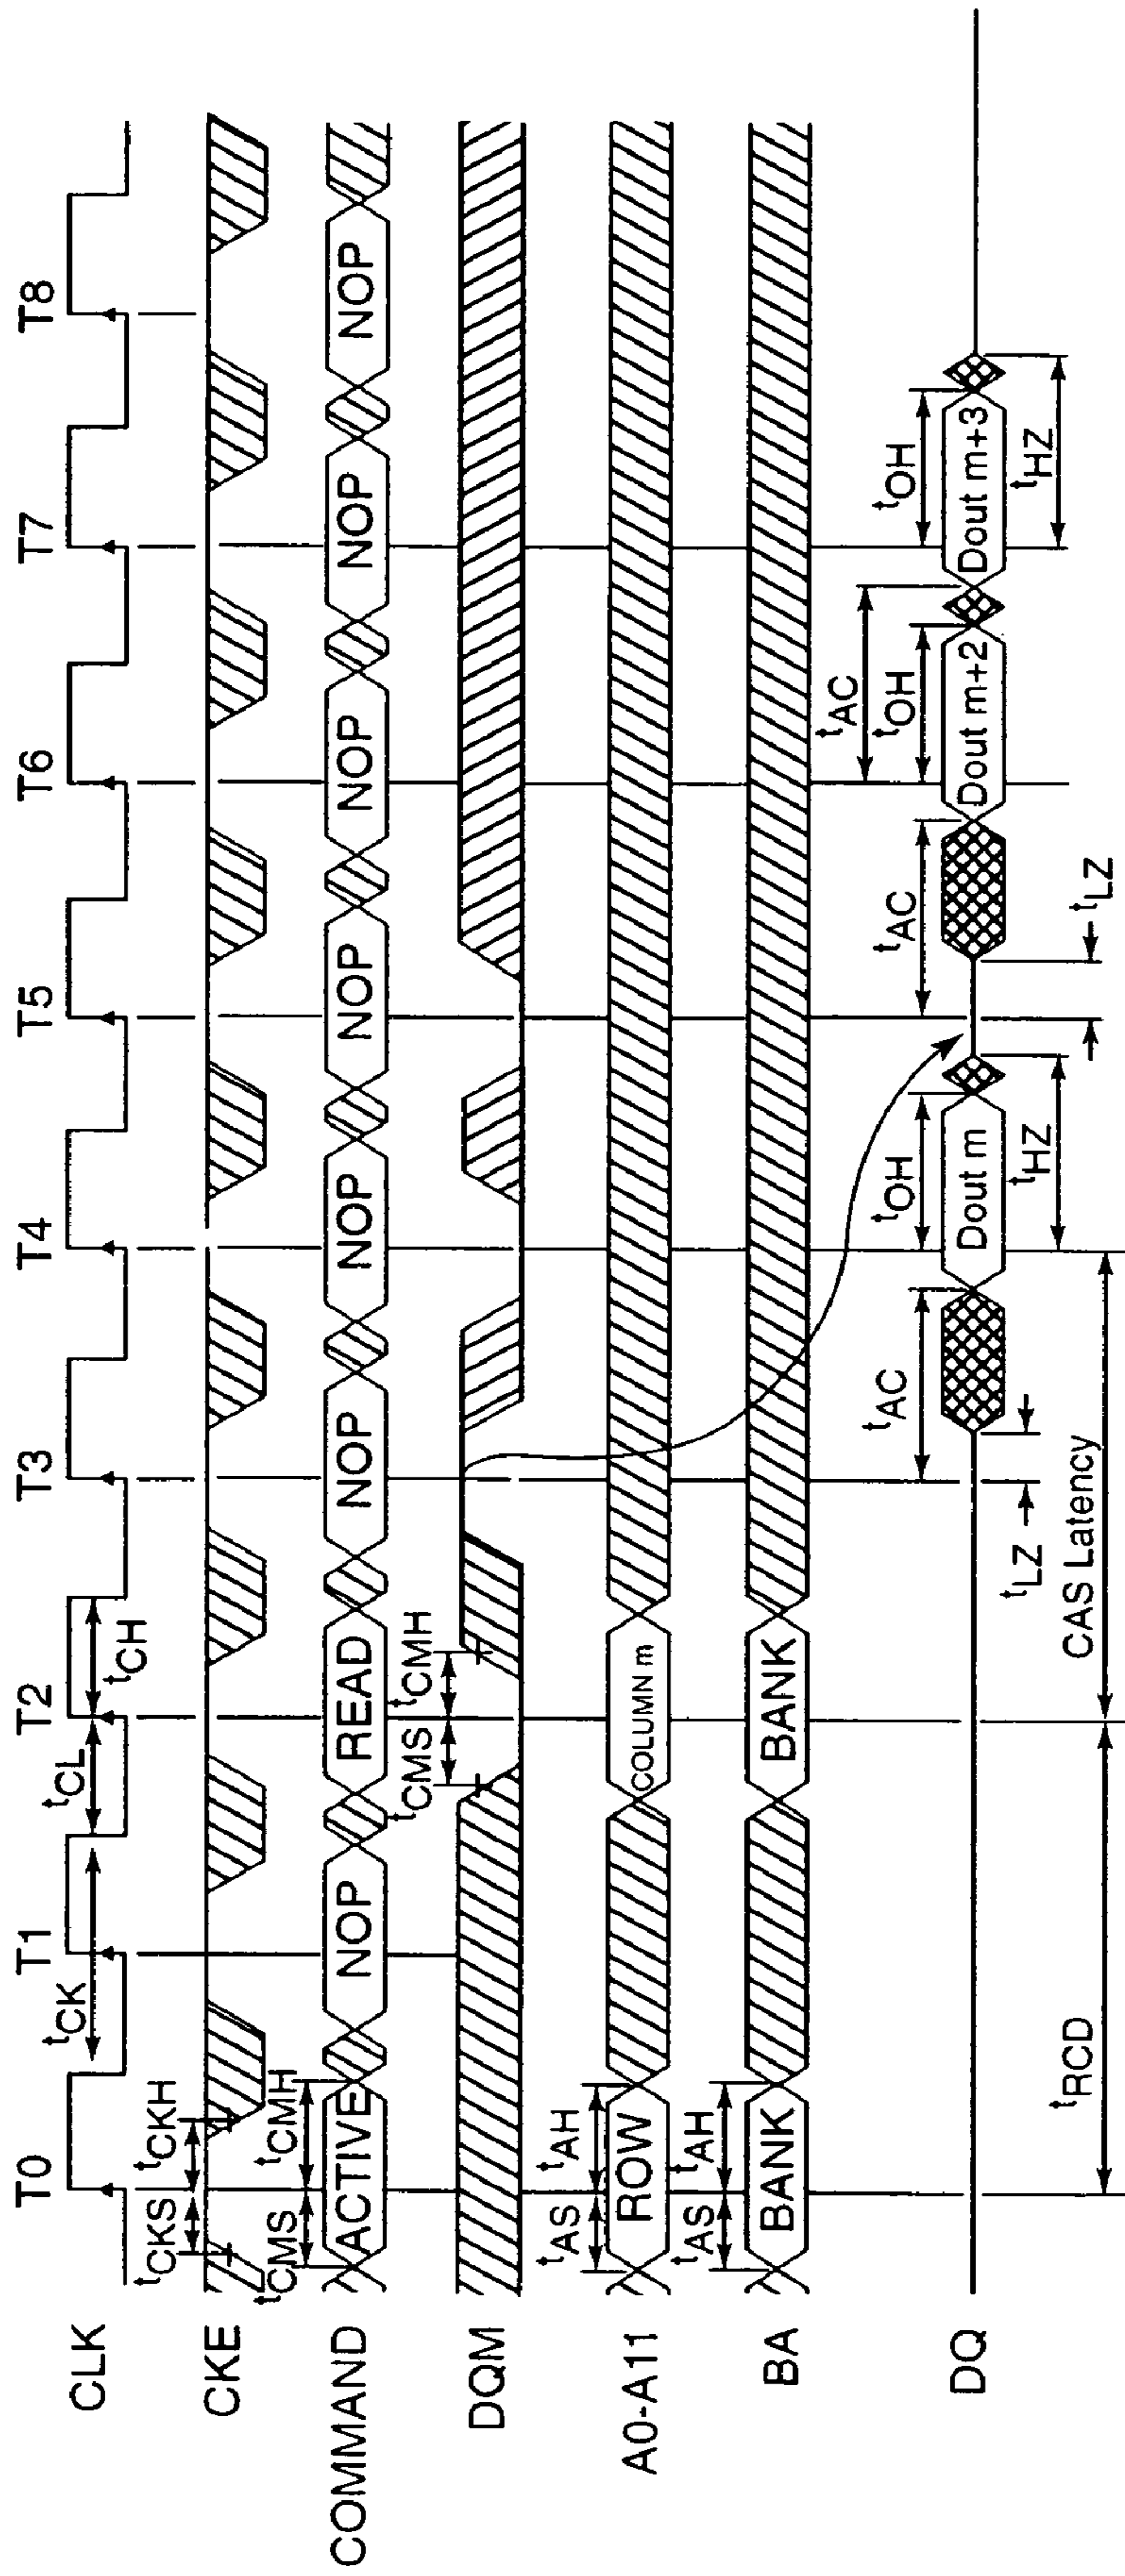 T0 T1 T2 T3 T4 T5 T6 T7 T8
CLK
tCK tCL tCH
CKE
tCKS tCKH
tCMS tCMH
COMMAND
ACTIVE NOP READ NOP NOP NOP NOP NOP NOP
tCMS tCMH
DQM
A0-A11
tAS tAH
ROW COLUMN m
BA
tAS tAH
BANK BANK
tAC tOH tAC tAC tOH tOH
DQ
Dout m Dout m+2 Dout m+3
tLZ tHZ tLZ tHZ
tRCD CAS Latency